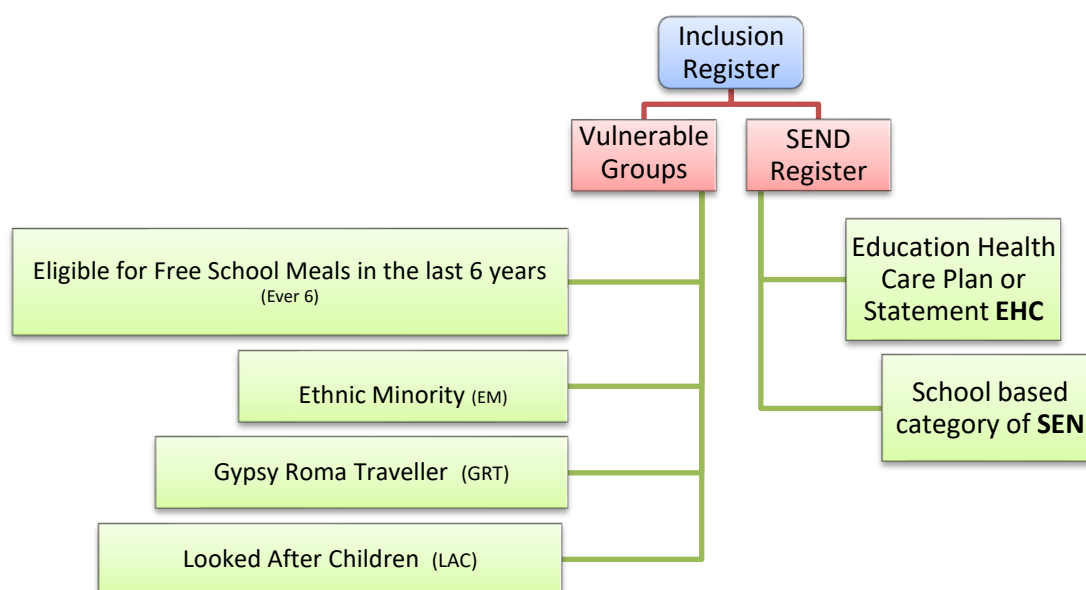 Inclusion
Register
Vulnerable
Groups
SEND
Register
Eligible for Free School Meals in the last 6 years
(Ever 6)
Ethnic Minority (EM)
Gypsy Roma Traveller (GRT)
Looked After Children (LAC)
Education Health
Care Plan or
Statement EHC
School based
category of SEN